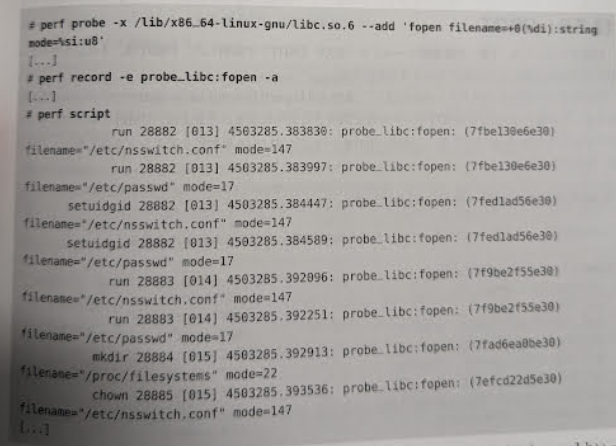 # perf probe -x /lib/x86_64-linux-gnu/libc.so.6 --add 'fopen filename=+0(%di):string
mode=%si:u8'
[...]
# perf record -e probe_libc:fopen -a
[...]
# perf script
run 28882 [013] 4503285.383830: probe_libc:fopen: (7fbe130e6e30)
filename="/etc/nsswitch.conf" mode=147
run 28882 [013] 4503285.383997: probe_libc:fopen: (7fbe130e6e30)
filename="/etc/passwd" mode=17
setuidgid 28882 [013] 4503285.384447: probe_libc:fopen: (7fed1ad56e30)
filename="/etc/nsswitch.conf" mode=147
setuidgid 28882 [013] 4503285.384589: probe_libc:fopen: (7fed1ad56e30)
filename="/etc/passwd" mode=17
run 28883 [014] 4503285.392096: probe_libc:fopen: (7f9be2f55e30)
filename="/etc/nsswitch.conf" mode=147
run 28883 [014] 4503285.392251: probe_libc:fopen: (7f9be2f55e30)
filename="/etc/passwd" mode=17
mkdir 28884 [015] 4503285.392913: probe_libc:fopen: (7fad6ea0be30)
filename="/proc/filesystems" mode=22
chown 28885 [015] 4503285.393536: probe_libc:fopen: (7efcd22d5e30)
filename="/etc/nsswitch.conf" mode=147
[...]